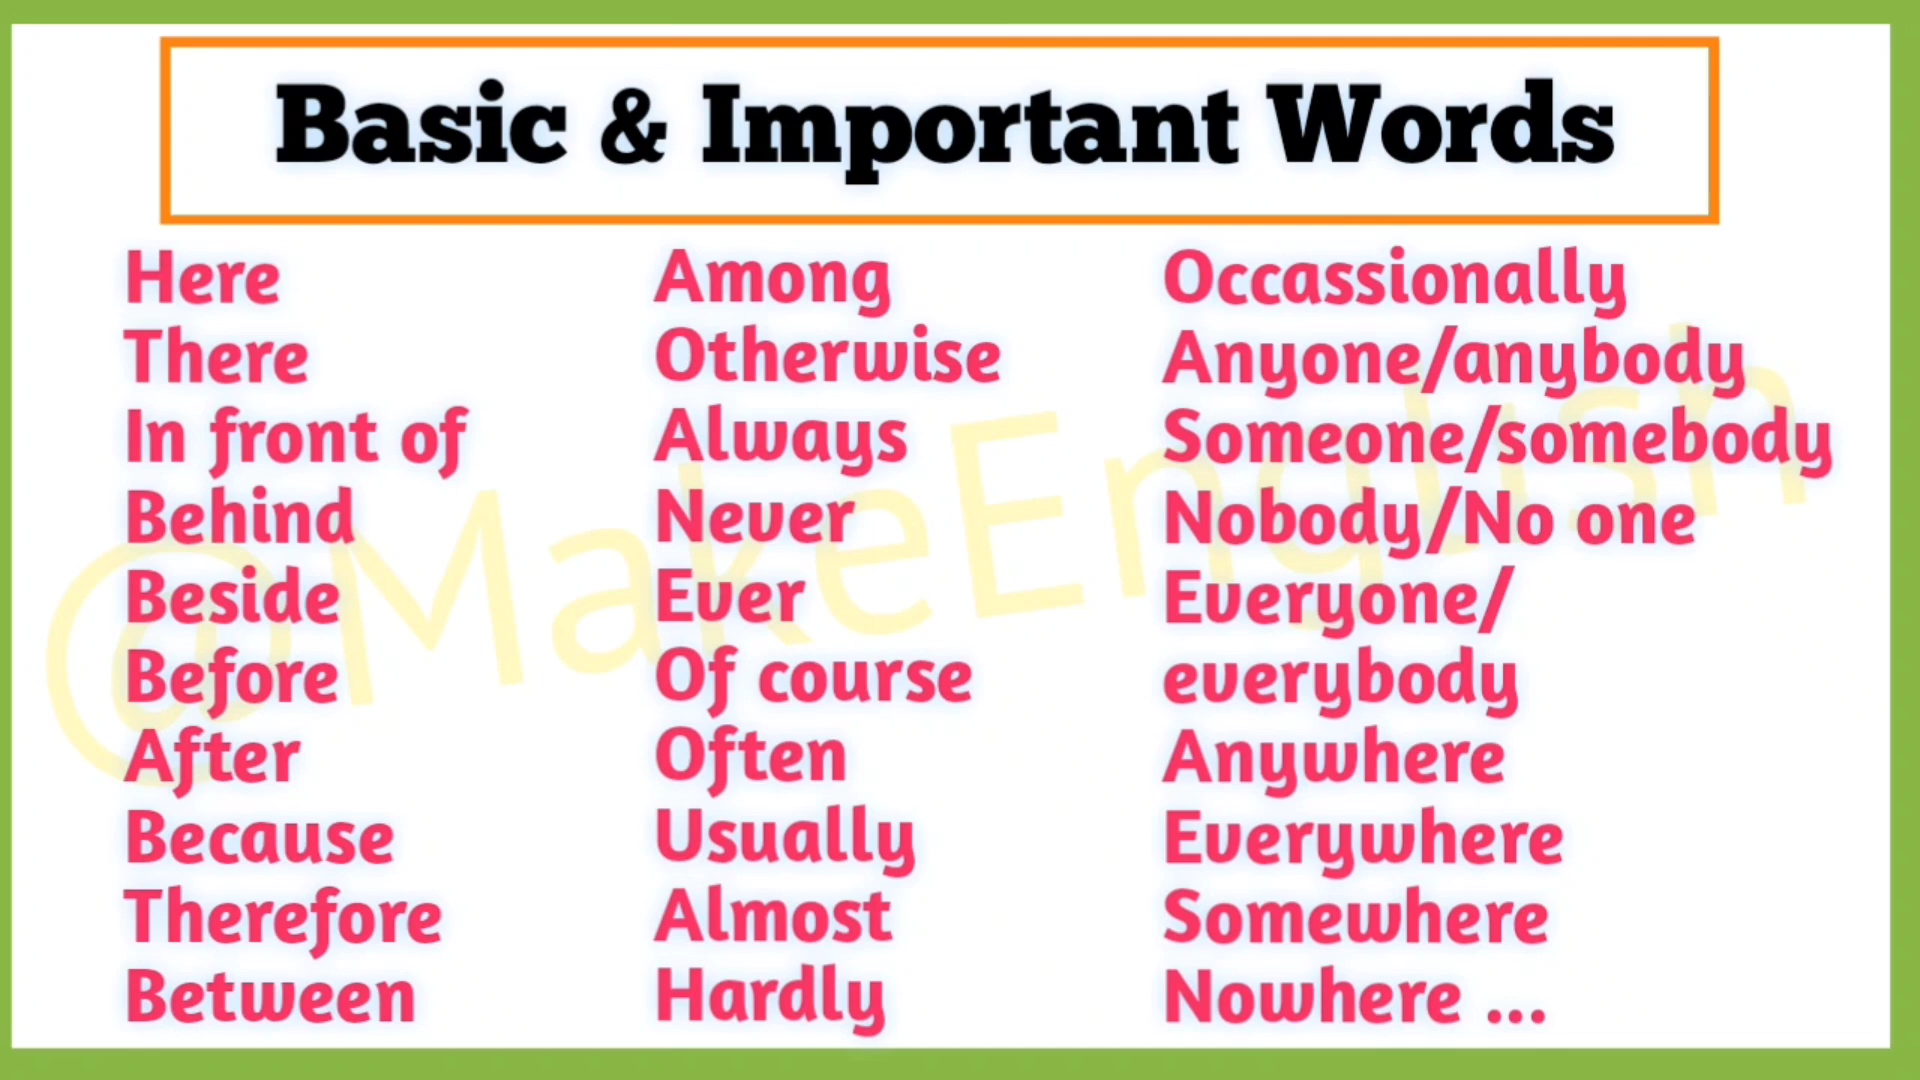 Basic & Important Words
Here
There
In front of
Behind
Beside
Before
After
Because
Therefore
Between
Among
Otherwise
Always
Never
Ever
Of course
Often
Usually
Almost
Hardly
Occassionally
Anyone/anybody
Someone/somebody
Nobody/No one
Everyone/
everybody
Anywhere
Everywhere
Somewhere
Nowhere ...
@MakeEnglish